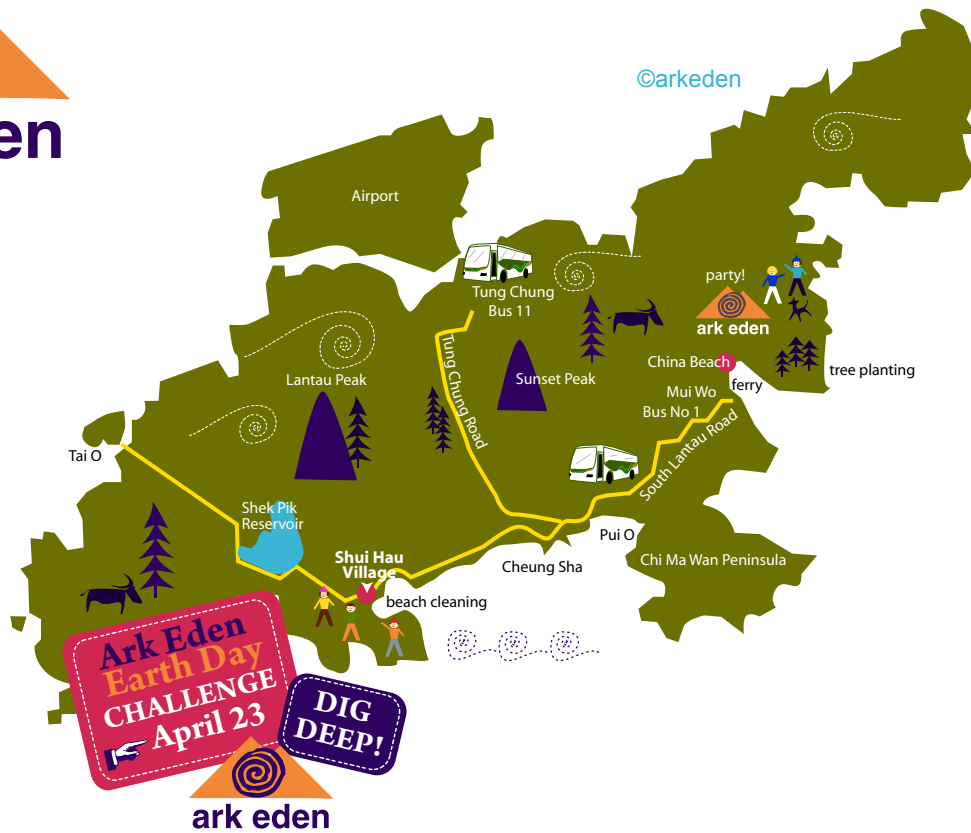 en
©arkeden
Airport
Tung Chung
Bus 11
party!
ark eden
China Beach
ferry
tree planting
Mui Wo
Bus No 1
Tung Chung Road
Sunset Peak
Lantau Peak
South Lantau Road
Tai O
Shek Pik
Reservoir
Pui O
Shui Hau
Village
Cheung Sha
Chi Ma Wan Peninsula
beach cleaning
Ark Eden
Earth Day
CHALLENGE
April 23
DIG
DEEP!
ark eden